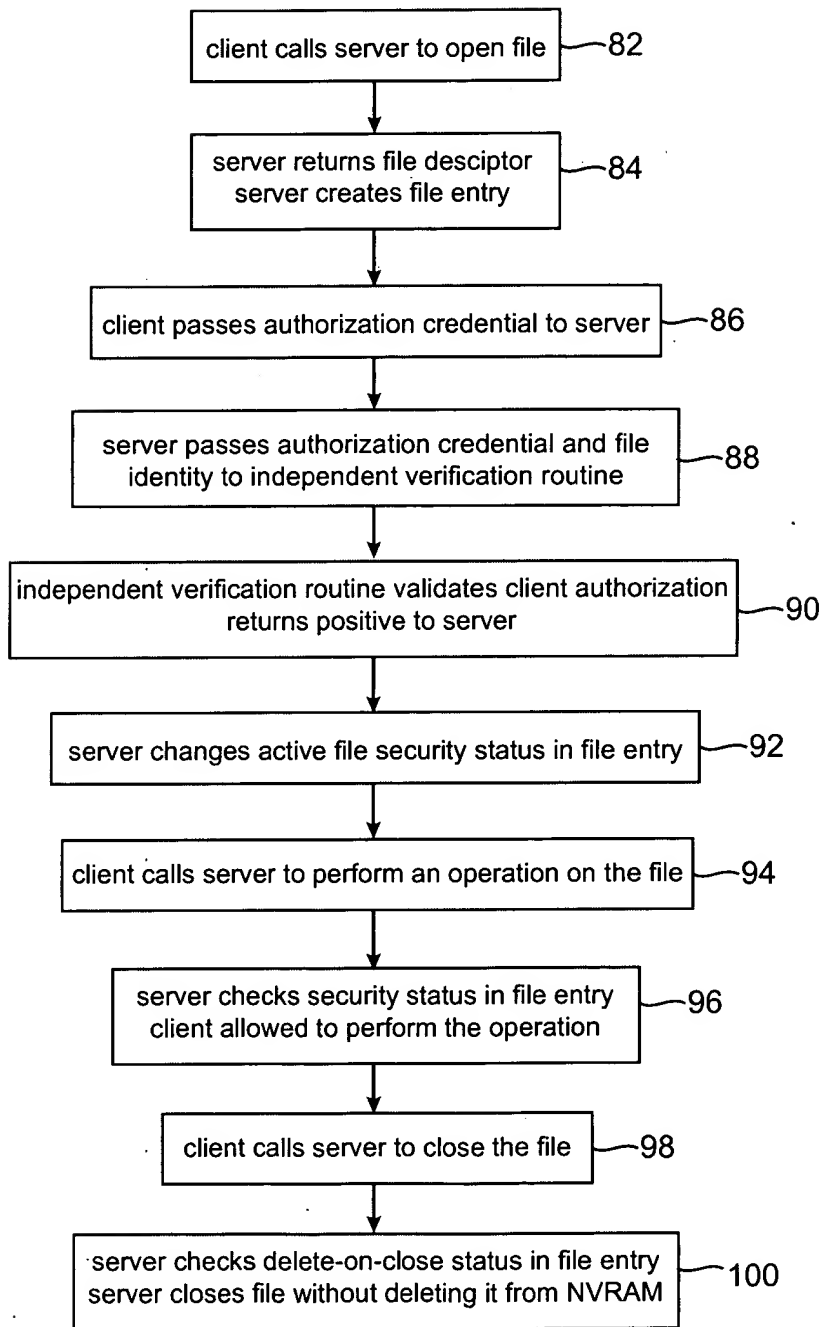 client calls server to open file 82
server returns file desciptor
server creates file entry 84
client passes authorization credential to server 86
server passes authorization credential and file
identity to independent verification routine 88
independent verification routine validates client authorization
returns positive to server 90
server changes active file security status in file entry 92
client calls server to perform an operation on the file 94
server checks security status in file entry
client allowed to perform the operation 96
client calls server to close the file 98
server checks delete-on-close status in file entry
server closes file without deleting it from NVRAM 100